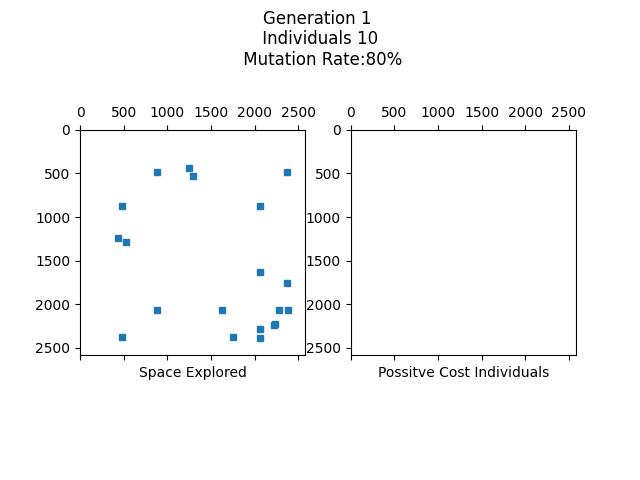 Generation 1
Individuals 10
Mutation Rate:80%
0 500 1000 1500 2000 2500
0 500 1000 1500 2000 2500
0
500
1000
1500
2000
2500
0
500
1000
1500
2000
2500
Space Explored
Possitve Cost Individuals